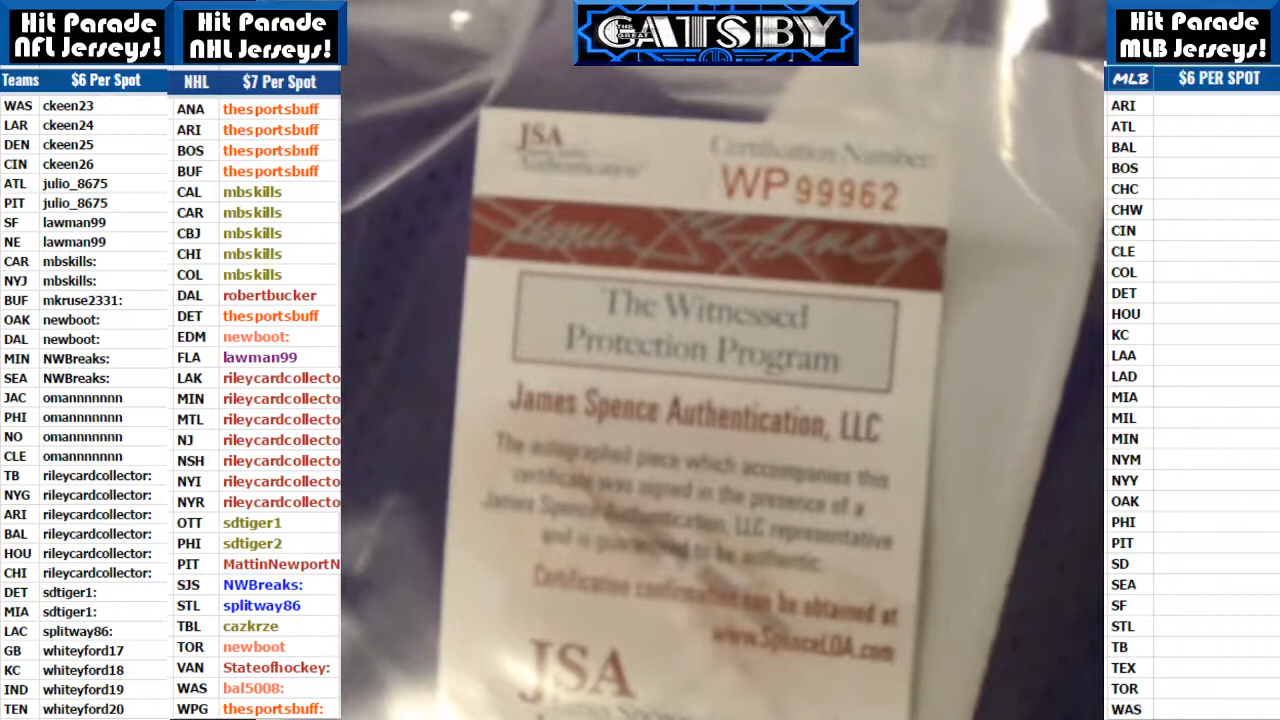 Hit Parade
NFL Jerseys!
Teams $6 Per Spot
WAS ckeen23
LAR ckeen24
DEN ckeen25
CIN ckeen26
ATL julio_8675
PIT julio_8675
SF lawman99
NE lawman99
CAR mbskills:
NYJ mbskills:
BUF mkruse2331:
OAK newboot:
DAL newboot:
MIN NWBreaks:
SEA NWBreaks:
JAC omannnnnnn
PHI omannnnnnn
NO omannnnnnn
CLE omannnnnnn
TB rileycardcollector:
NYG rileycardcollector:
ARI rileycardcollector:
BAL rileycardcollector:
HOU rileycardcollector:
CHI rileycardcollector:
DET sdtiger1:
MIA sdtiger1:
LAC splitway86:
GB whiteyford17
KC whiteyford18
IND whiteyford19
TEN whiteyford20
Hit Parade
NHL Jerseys!
NHL $7 Per Spot
ANA thesportsbuff
ARI thesportsbuff
BOS thesportsbuff
BUF thesportsbuff
CAL mbskills
CAR mbskills
CBJ mbskills
CHI mbskills
COL mbskills
DAL robertbucker
DET thesportsbuff
EDM newboot:
FLA lawman99
LAK rileycardcollecto
MIN rileycardcollecto
MTL rileycardcollecto
NJ rileycardcollecto
NSH rileycardcollecto
NYI rileycardcollecto
NYR rileycardcollecto
OTT sdtiger1
PHI sdtiger2
PIT MattinNewportN
SJS NWBreaks:
STL splitway86
TBL cazkrze
TOR newboot
VAN Stateofhockey:
WAS bal5008:
WPG thesportsbuff:
THE GREAT
GATSBY
JSA
Certification Number:
WP99962
The Witnessed
Protection Program
James Spence Authentication, LLC
The autographed piece which accompanies this
certificate was signed in the presence of a
James Spence Authentication, LLC representative
and is guaranteed to be authentic.
Certification confirmation can be obtained at
www.SpenceLOA.com
JSA
Hit Parade
MLB Jerseys!
MLB $6 PER SPOT
ARI
ATL
BAL
BOS
CHC
CHW
CIN
CLE
COL
DET
HOU
KC
LAA
LAD
MIA
MIL
MIN
NYM
NYY
OAK
PHI
PIT
SD
SEA
SF
STL
TB
TEX
TOR
WAS